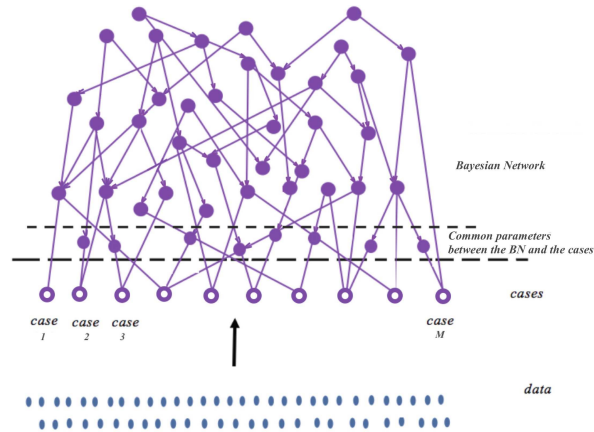 Bayesian Network
Common parameters
between the BN and the cases
cases
case case case case
1 2 3 M
data